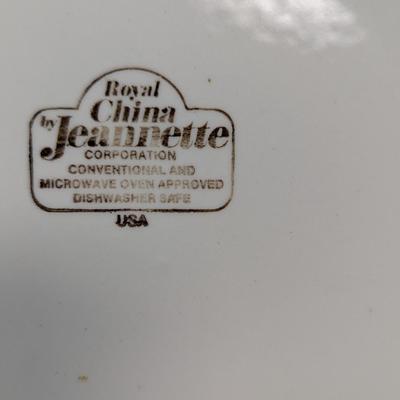 Royal
China
by Jeannette
CORPORATION
CONVENTIONAL AND
MICROWAVE OVEN APPROVED
DISHWASHER SAFE
USA